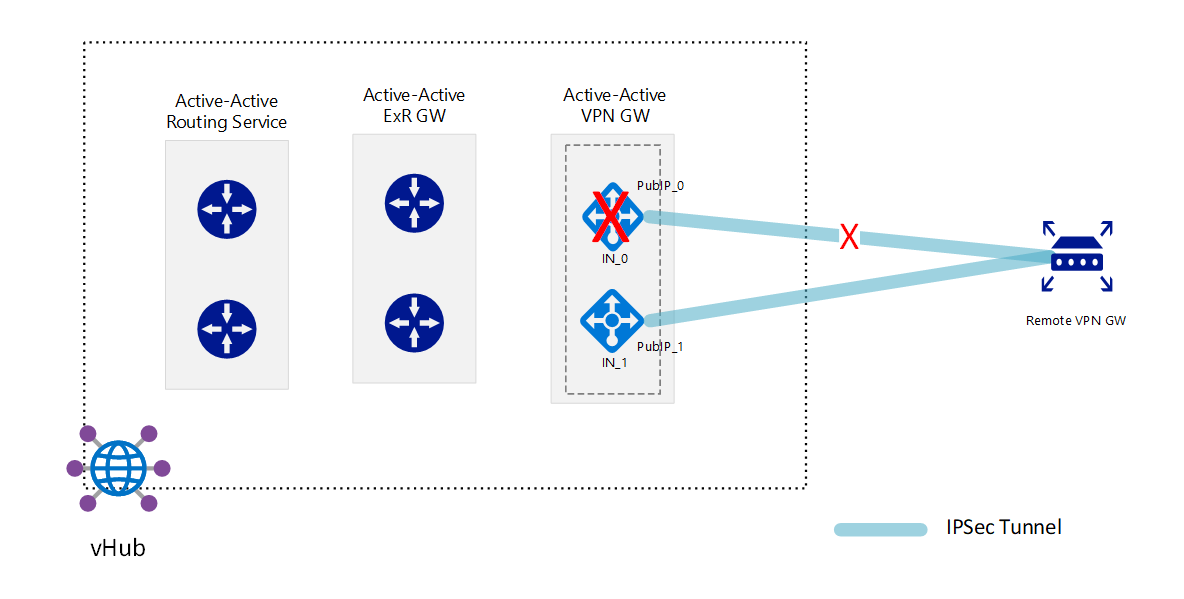 Active-Active
Routing Service
Active-Active
ExR GW
Active-Active
VPN GW
PubIP_0
IN_0
X
PubIP_1
IN_1
Remote VPN GW
vHub
IPSec Tunnel